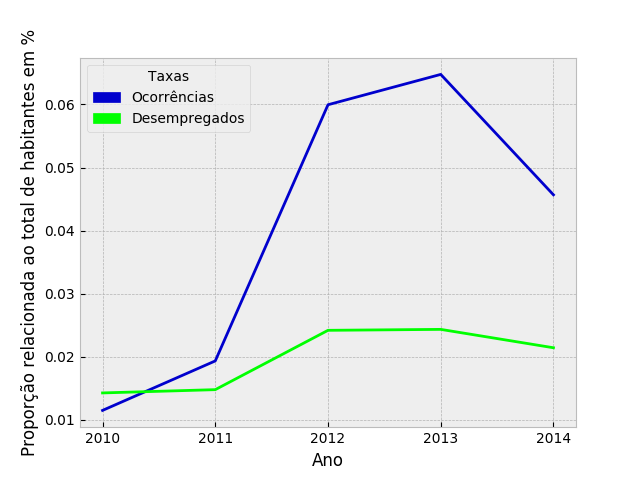 Proporção relacionada ao total de habitantes em %
Taxas
Ocorrências
Desempregados
0.06
0.05
0.04
0.03
0.02
0.01
2010 2011 2012 2013 2014
Ano